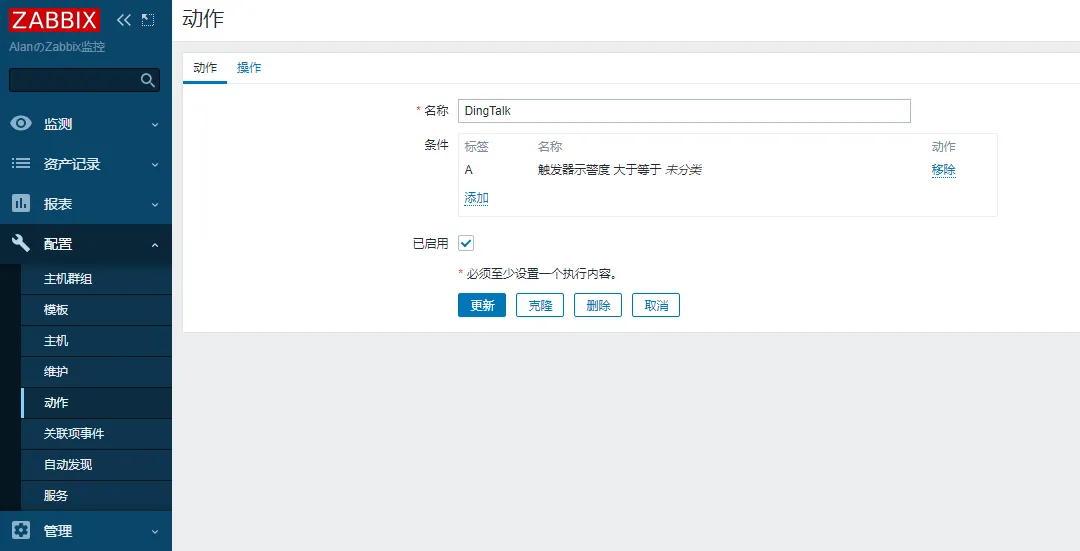 ZABBIX
AlanのZabbix监控
监测
资产记录
报表
配置
主机群组
模板
主机
维护
动作
关联项事件
自动发现
服务
管理
动作
动作 操作
* 名称 DingTalk
条件 标签 名称 动作
A 触发器示警度 大于等于 未分类 移除
添加
已启用
* 必须至少设置一个执行内容。
更新 克隆 删除 取消